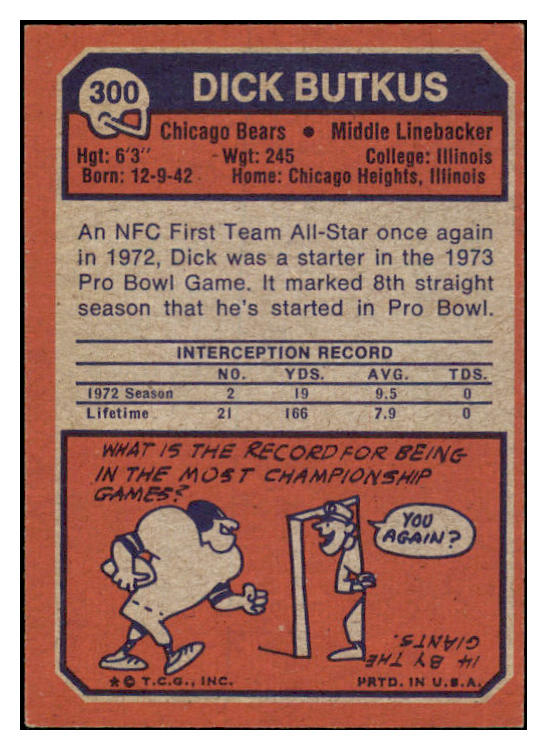 300
DICK BUTKUS
Chicago Bears ● Middle Linebacker
Hgt: 6'3" Wgt: 245 College: Illinois
Born: 12-9-42 Home: Chicago Heights, Illinois
An NFC First Team All-Star once again
in 1972, Dick was a starter in the 1973
Pro Bowl Game. It marked 8th straight
season that he's started in Pro Bowl.
INTERCEPTION RECORD
NO. YDS. AVG. TDS.
1972 Season 2 19 9.5 0
Lifetime 21 166 7.9 0
WHAT IS THE RECORD FOR BEING
IN THE MOST CHAMPIONSHIP
GAMES?
YOU
AGAIN?
14 BY THE
GIANTS.
* © T.C.G., INC. PRTD. IN U.S.A.